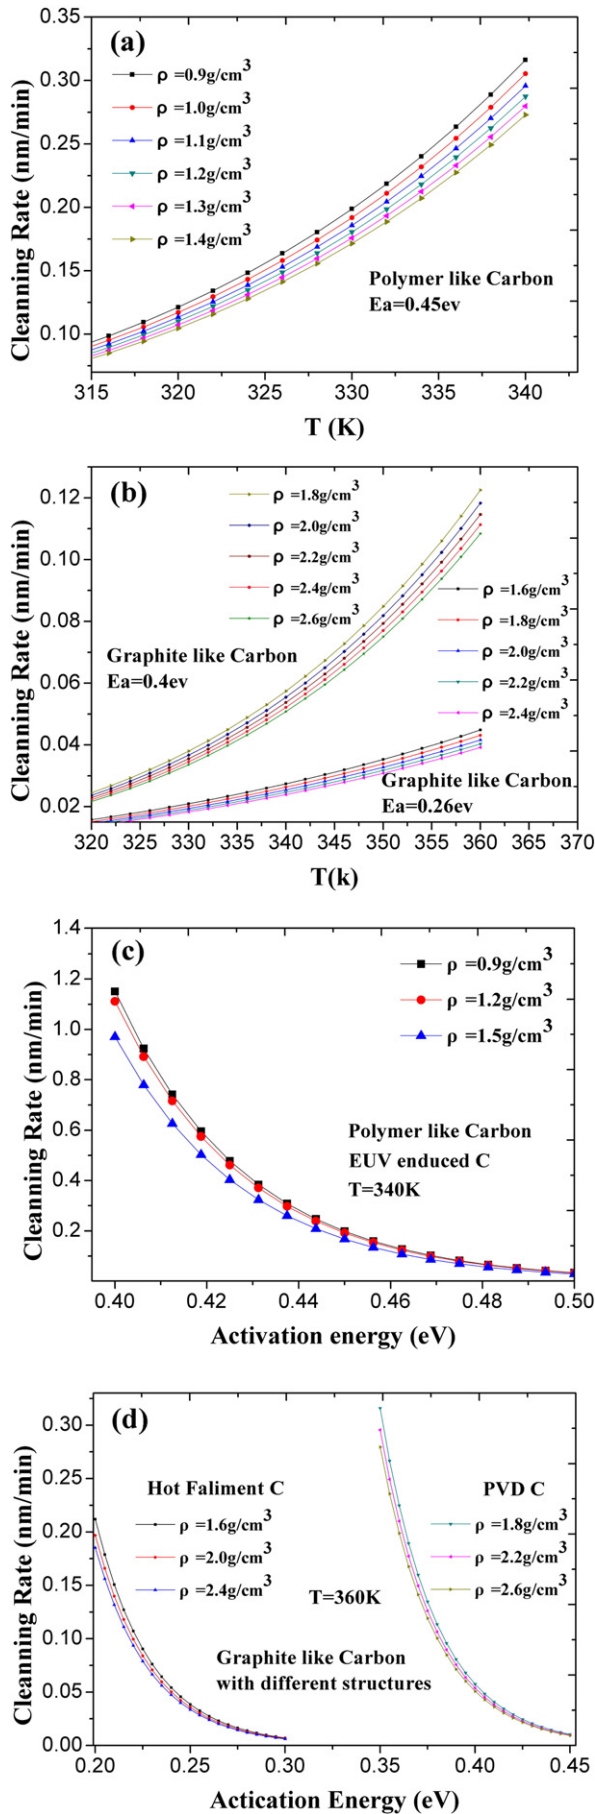 (a)
0.35
0.30
0.25
0.20
0.15
0.10
Cleanning Rate (nm/min)
ρ =0.9g/cm³
ρ =1.0g/cm³
ρ =1.1g/cm³
ρ =1.2g/cm³
ρ =1.3g/cm³
ρ =1.4g/cm³
Polymer like Carbon
Ea=0.45ev
315 320 325 330 335 340
T (K)
(b)
0.12
0.10
0.08
0.06
0.04
0.02
Cleanning Rate (nm/min)
ρ =1.8g/cm³
ρ =2.0g/cm³
ρ =2.2g/cm³
ρ =2.4g/cm³
ρ =2.6g/cm³
ρ =1.6g/cm³
ρ =1.8g/cm³
ρ =2.0g/cm³
ρ =2.2g/cm³
ρ =2.4g/cm³
Graphite like Carbon
Ea=0.4ev
Graphite like Carbon
Ea=0.26ev
320 325 330 335 340 345 350 355 360 365 370
T(k)
(c)
1.4
1.2
1.0
0.8
0.6
0.4
0.2
Cleanning Rate (nm/min)
ρ =0.9g/cm³
ρ =1.2g/cm³
ρ =1.5g/cm³
Polymer like Carbon
EUV enduced C
T=340K
0.40 0.42 0.44 0.46 0.48 0.50
Activation energy (eV)
(d)
0.30
0.25
0.20
0.15
0.10
0.05
0.00
Cleanning Rate (nm/min)
Hot Faliment C
ρ =1.6g/cm³
ρ =2.0g/cm³
ρ =2.4g/cm³
PVD C
ρ =1.8g/cm³
ρ =2.2g/cm³
ρ =2.6g/cm³
T=360K
Graphite like Carbon
with different structures
0.20 0.25 0.30 0.35 0.40 0.45
Actication Energy (eV)